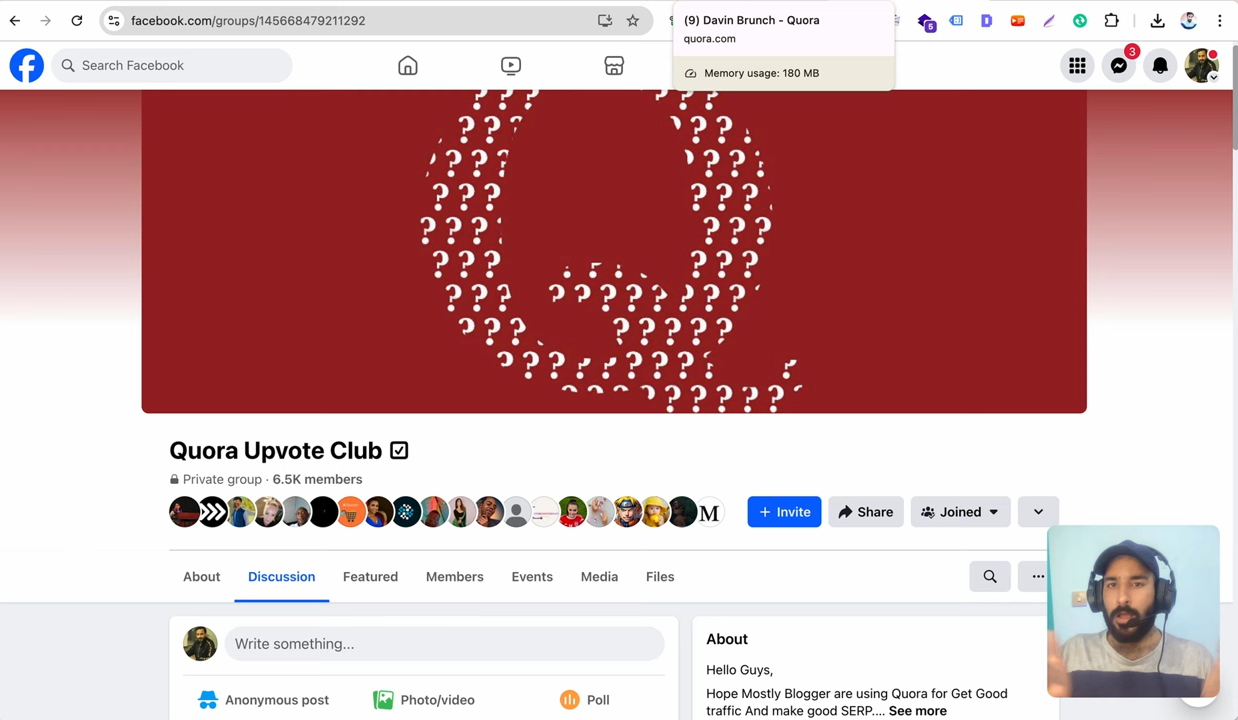 facebook.com/groups/145668479211292
(9) Davin Brunch - Quora
quora.com
Memory usage: 180 MB
5
Search Facebook
3
Quora Upvote Club
Private group · 6.5K members
M
+ Invite
Share
Joined
About
Discussion
Featured
Members
Events
Media
Files
Write something...
Anonymous post
Photo/video
Poll
About
Hello Guys,
Hope Mostly Blogger are using Quora for Get Good
traffic And make good SERP.... See more